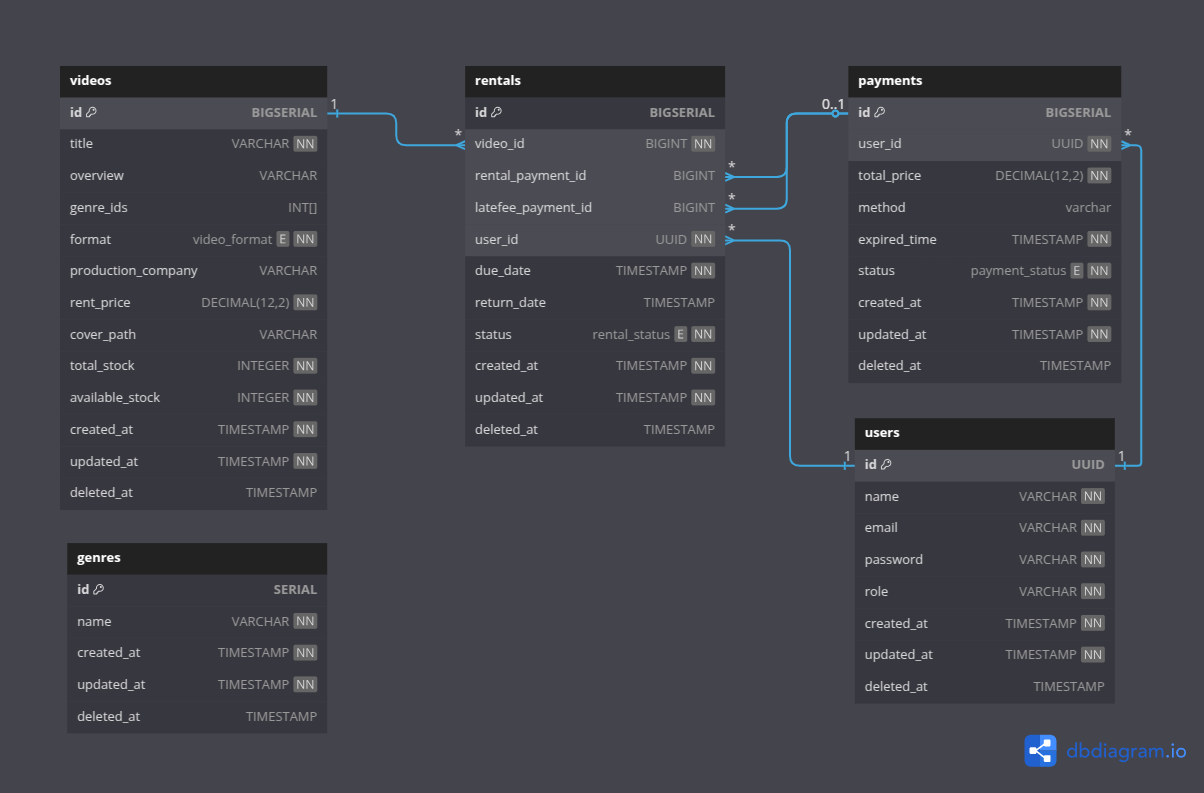 videos
id BIGSERIAL
title VARCHAR NN
overview VARCHAR
genre_ids INT[]
format video_format E NN
production_company VARCHAR
rent_price DECIMAL(12,2) NN
cover_path VARCHAR
total_stock INTEGER NN
available_stock INTEGER NN
created_at TIMESTAMP NN
updated_at TIMESTAMP NN
deleted_at TIMESTAMP
1
*
genres
id SERIAL
name VARCHAR NN
created_at TIMESTAMP NN
updated_at TIMESTAMP NN
deleted_at TIMESTAMP
rentals
id BIGSERIAL
video_id BIGINT NN
rental_payment_id BIGINT
latefee_payment_id BIGINT
user_id UUID NN
due_date TIMESTAMP NN
return_date TIMESTAMP
status rental_status E NN
created_at TIMESTAMP NN
updated_at TIMESTAMP NN
deleted_at TIMESTAMP
*
*
*
0..1
1
payments
id BIGSERIAL
user_id UUID NN
total_price DECIMAL(12,2) NN
method varchar
expired_time TIMESTAMP NN
status payment_status E NN
created_at TIMESTAMP NN
updated_at TIMESTAMP NN
deleted_at TIMESTAMP
*
1
users
id UUID
name VARCHAR NN
email VARCHAR NN
password VARCHAR NN
role VARCHAR NN
created_at TIMESTAMP NN
updated_at TIMESTAMP NN
deleted_at TIMESTAMP
dbdiagram.io